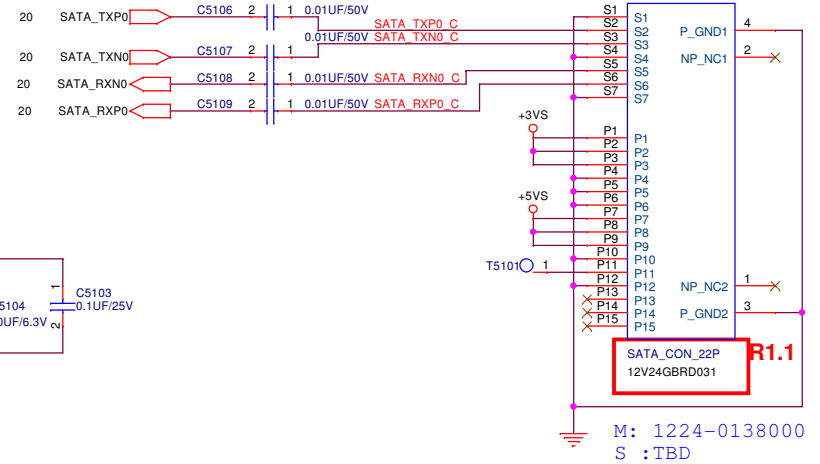 20 SATA_TXP0 C5106 2 1 0.01UF/50V
SATA_TXP0_C
0.01UF/50V SATA_TXN0_C
20 SATA_TXN0 C5107 2 1
20 SATA_RXN0 C5108 2 1 0.01UF/50V SATA_RXN0_C
20 SATA_RXP0 C5109 2 1 0.01UF/50V SATA_RXP0_C
S1 S1
S2 S2 P_GND1 4
S3 S3
S4 S4 NP_NC1 2
S5 S5
S6 S6
S7 S7
+3VS
P1 P1
P2 P2
P3 P3
P4 P4
P5 P5
+5VS
P6 P6
P7 P7
P8 P8
P9 P9
P10 P10
T5101 1 P11 P11
P12 P12 NP_NC2 1
P13 P13
P14 P14 P_GND2 3
P15 P15
1 C5103
5104 0.1UF/25V
0UF/6.3V 2
SATA_CON_22P R1.1
12V24GBRD031
M: 1224-0138000
S :TBD